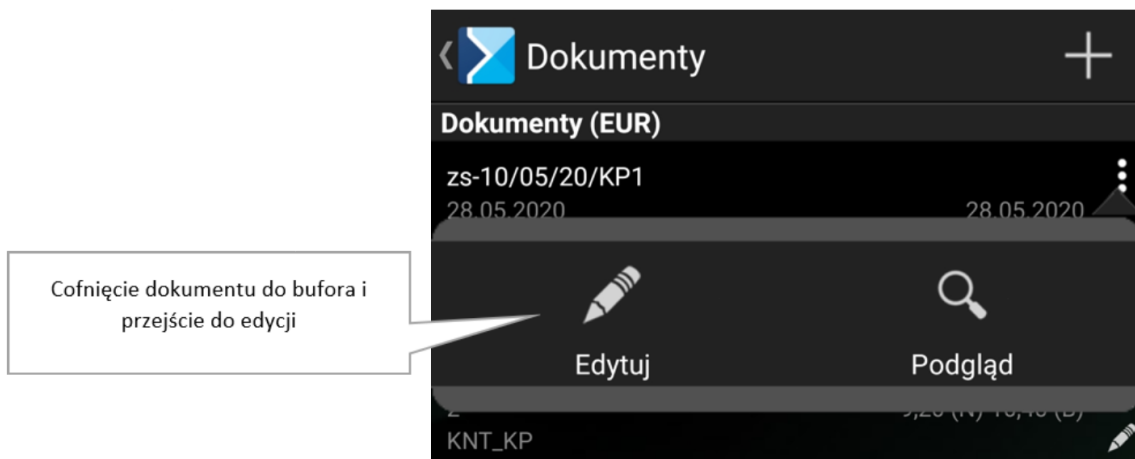 Dokumenty
Dokumenty (EUR)
zs-10/05/20/KP1
28.05.2020 28.05.2020
Cofnięcie dokumentu do bufora i
przejście do edycji
Edytuj Podgląd
KNT_KP